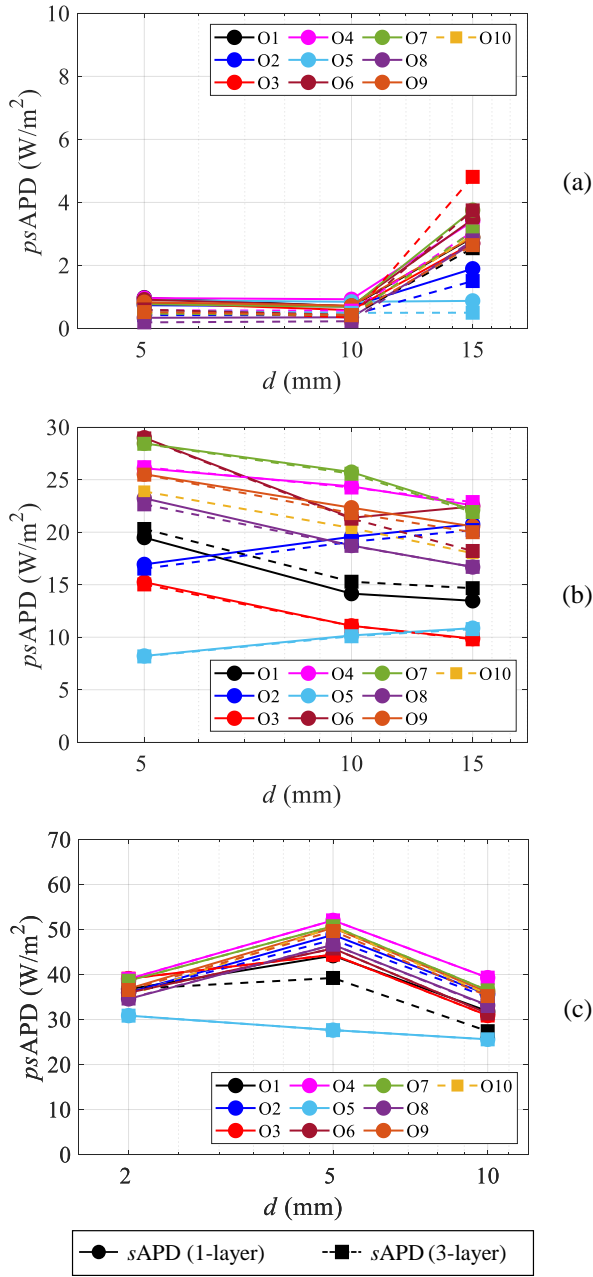 10
8
6
4
2
0
psAPD (W/m²)
O1 O4 O7 O10
O2 O5 O8
O3 O6 O9
5 10 15
d (mm)
(a)
30
25
20
15
10
5
0
psAPD (W/m²)
O1 O4 O7 O10
O2 O5 O8
O3 O6 O9
5 10 15
d (mm)
(b)
70
60
50
40
30
20
10
0
psAPD (W/m²)
O1 O4 O7 O10
O2 O5 O8
O3 O6 O9
2 5 10
d (mm)
(c)
sAPD (1-layer) sAPD (3-layer)